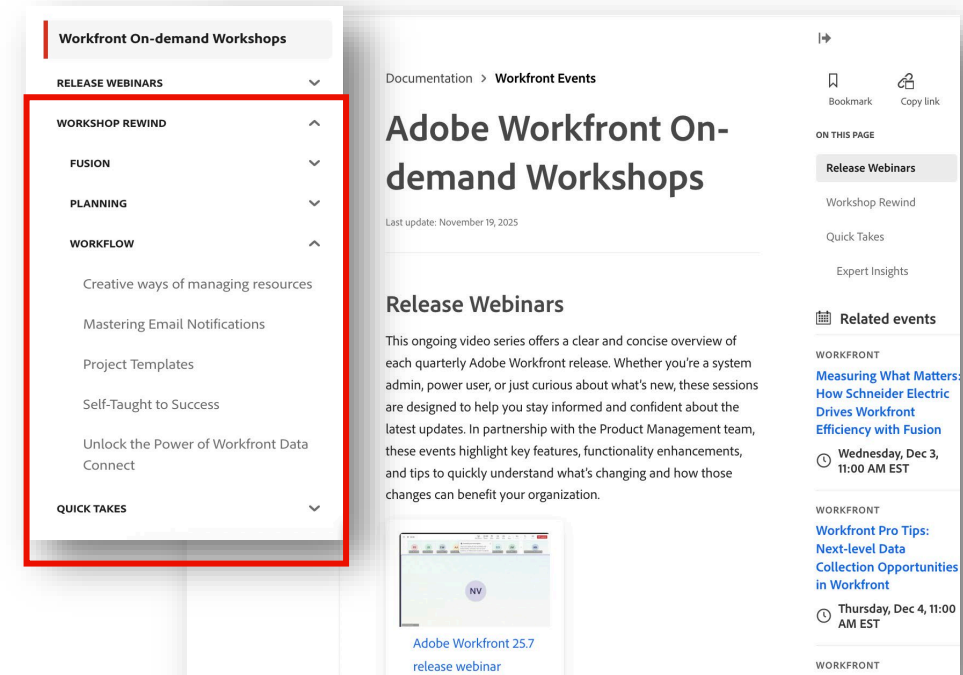 Workfront On-demand Workshops
RELEASE WEBINARS
WORKSHOP REWIND
FUSION
PLANNING
WORKFLOW
Creative ways of managing resources
Mastering Email Notifications
Project Templates
Self-Taught to Success
Unlock the Power of Workfront Data
Connect
QUICK TAKES
Documentation > Workfront Events
Adobe Workfront On-
demand Workshops
Last update: November 19, 2025
Release Webinars
This ongoing video series offers a clear and concise overview of
each quarterly Adobe Workfront release. Whether you're a system
admin, power user, or just curious about what's new, these sessions
are designed to help you stay informed and confident about the
latest updates. In partnership with the Product Management team,
these events highlight key features, functionality enhancements,
and tips to quickly understand what's changing and how those
changes can benefit your organization.
NV
Adobe Workfront 25.7
release webinar
Bookmark
Copy link
ON THIS PAGE
Release Webinars
Workshop Rewind
Quick Takes
Expert Insights
Related events
WORKFRONT
Measuring What Matters:
How Schneider Electric
Drives Workfront
Efficiency with Fusion
Wednesday, Dec 3,
11:00 AM EST
WORKFRONT
Workfront Pro Tips:
Next-level Data
Collection Opportunities
in Workfront
Thursday, Dec 4, 11:00
AM EST
WORKFRONT